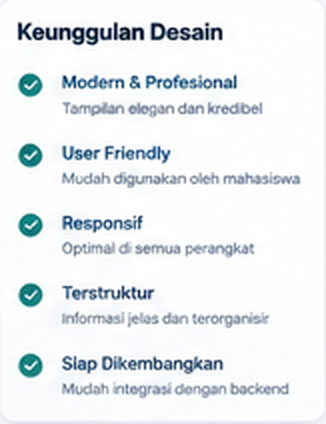 Keunggulan Desain
Modern & Profesional
Tampilan elegan dan kredibel
User Friendly
Mudah digunakan oleh mahasiswa
Responsif
Optimal di semua perangkat
Terstruktur
Informasi jelas dan terorganisir
Siap Dikembangkan
Mudah integrasi dengan backend